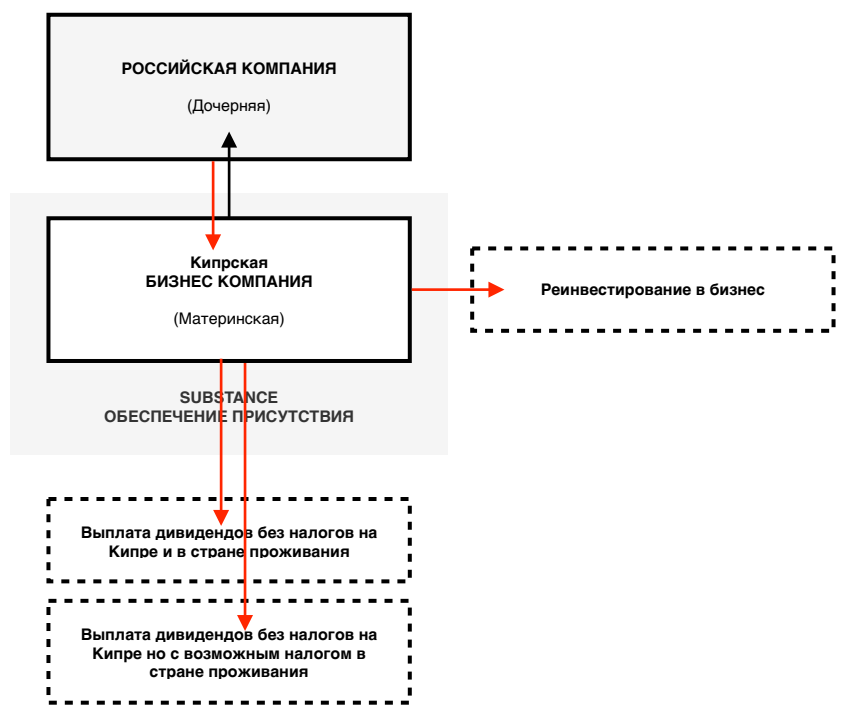 РОССИЙСКАЯ КОМПАНИЯ
(Дочерняя)
Кипрская
БИЗНЕС КОМПАНИЯ
(Материнская)
Реинвестирование в бизнес
SUBSTANCE
ОБЕСПЕЧЕНИЕ ПРИСУТСТВИЯ
Выплата дивидендов без налогов на
Кипре и в стране проживания
Выплата дивидендов без налогов на
Кипре но с возможным налогом в
стране проживания